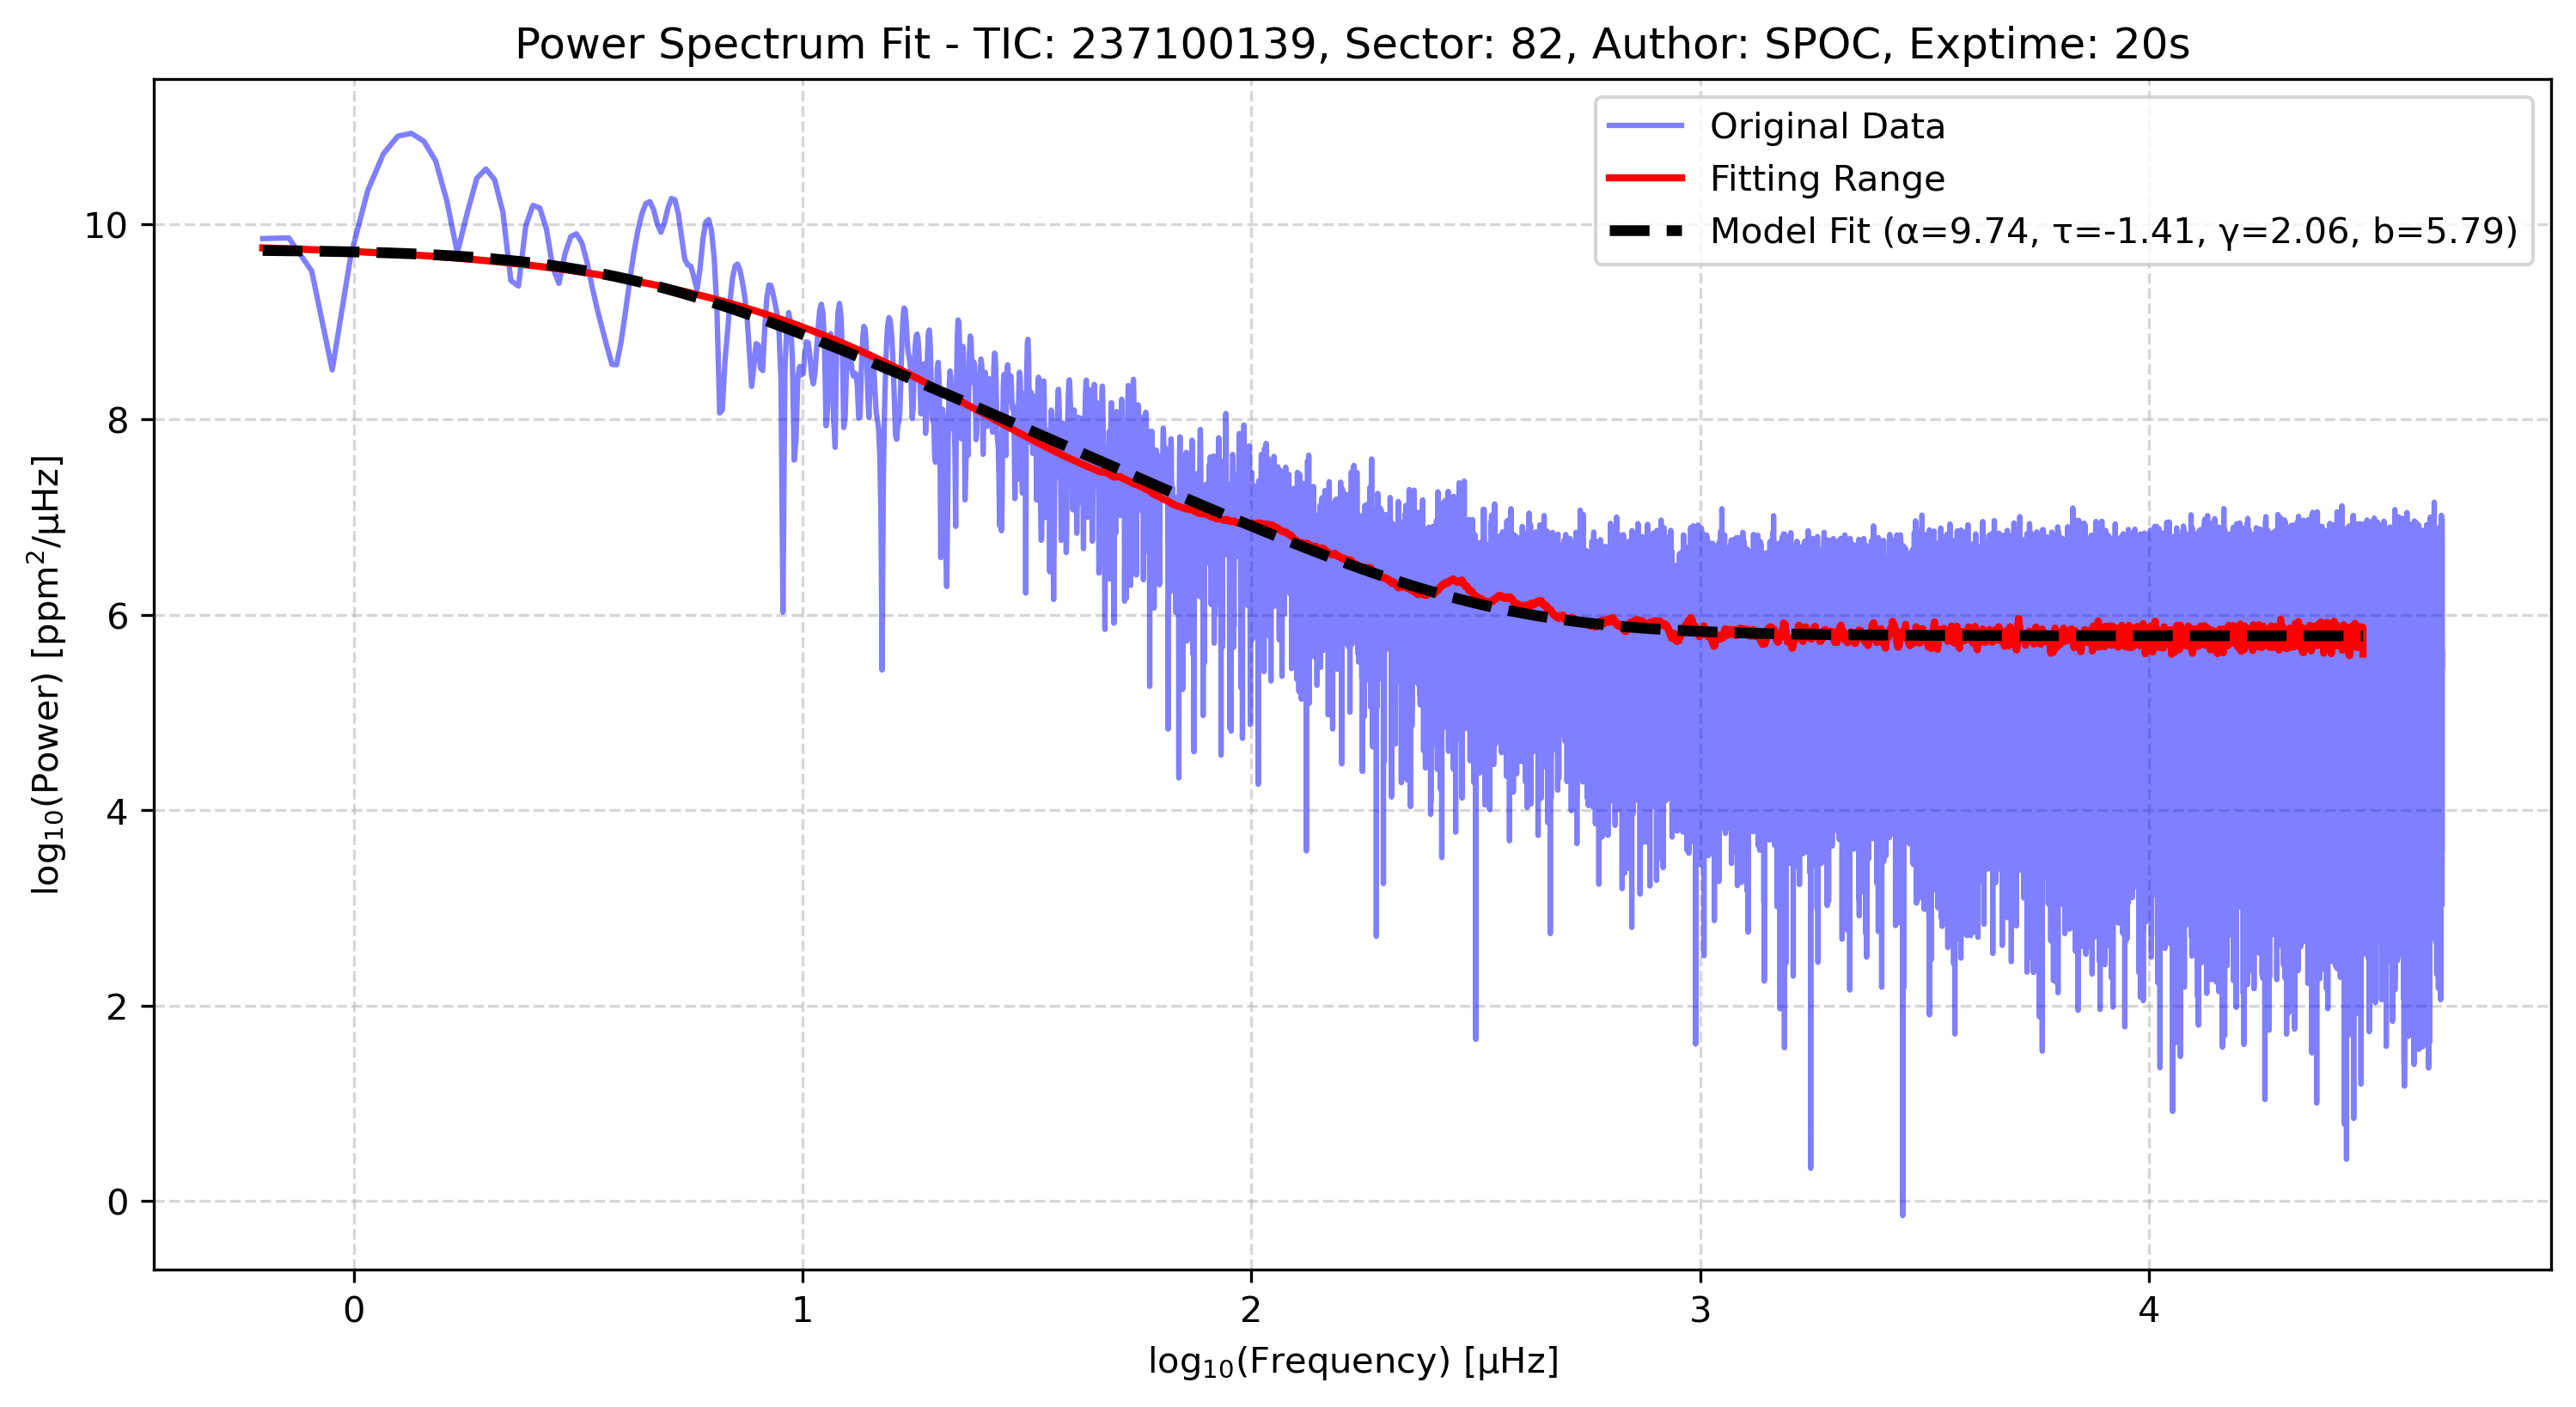 Power Spectrum Fit - TIC: 237100139, Sector: 82, Author: SPOC, Exptime: 20s
Original Data
Fitting Range
Model Fit (α=9.74, τ=-1.41, γ=2.06, b=5.79)
log₁₀(Power) [ppm²/μHz]
10
8
6
4
2
0
0 1 2 3 4
log₁₀(Frequency) [μHz]